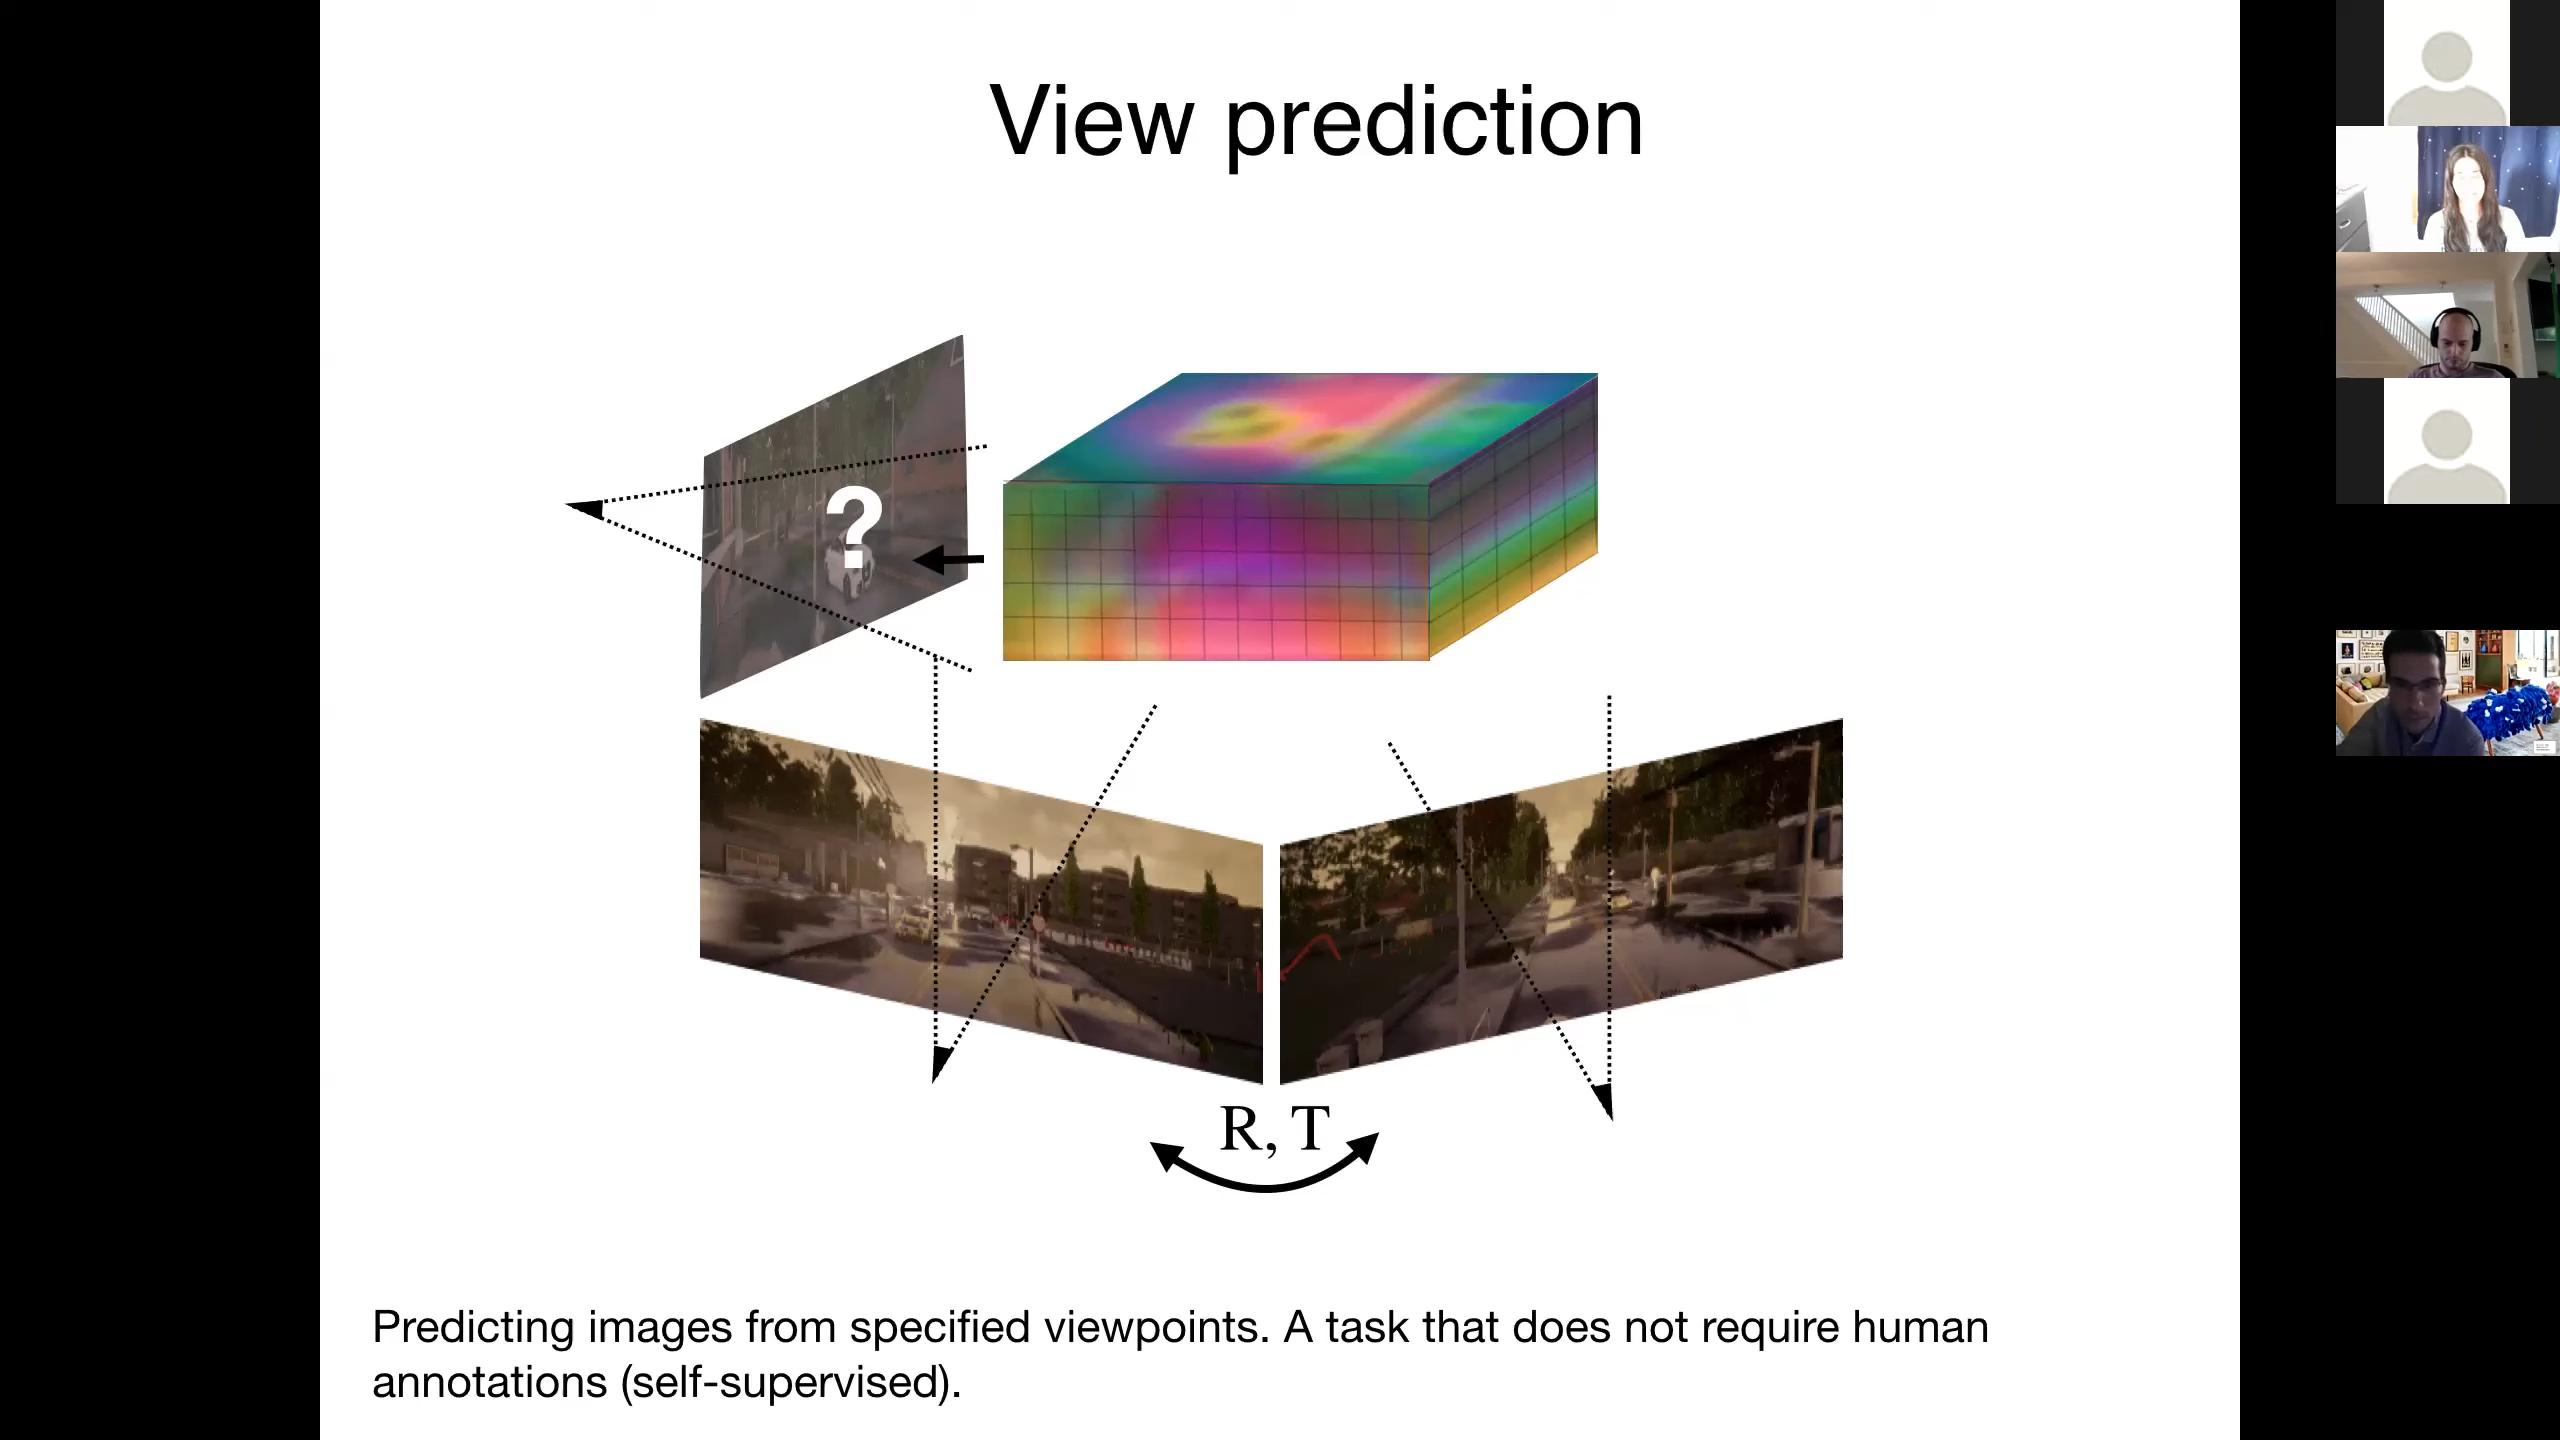 View prediction
?
R, T
Predicting images from specified viewpoints. A task that does not require human
annotations (self-supervised).